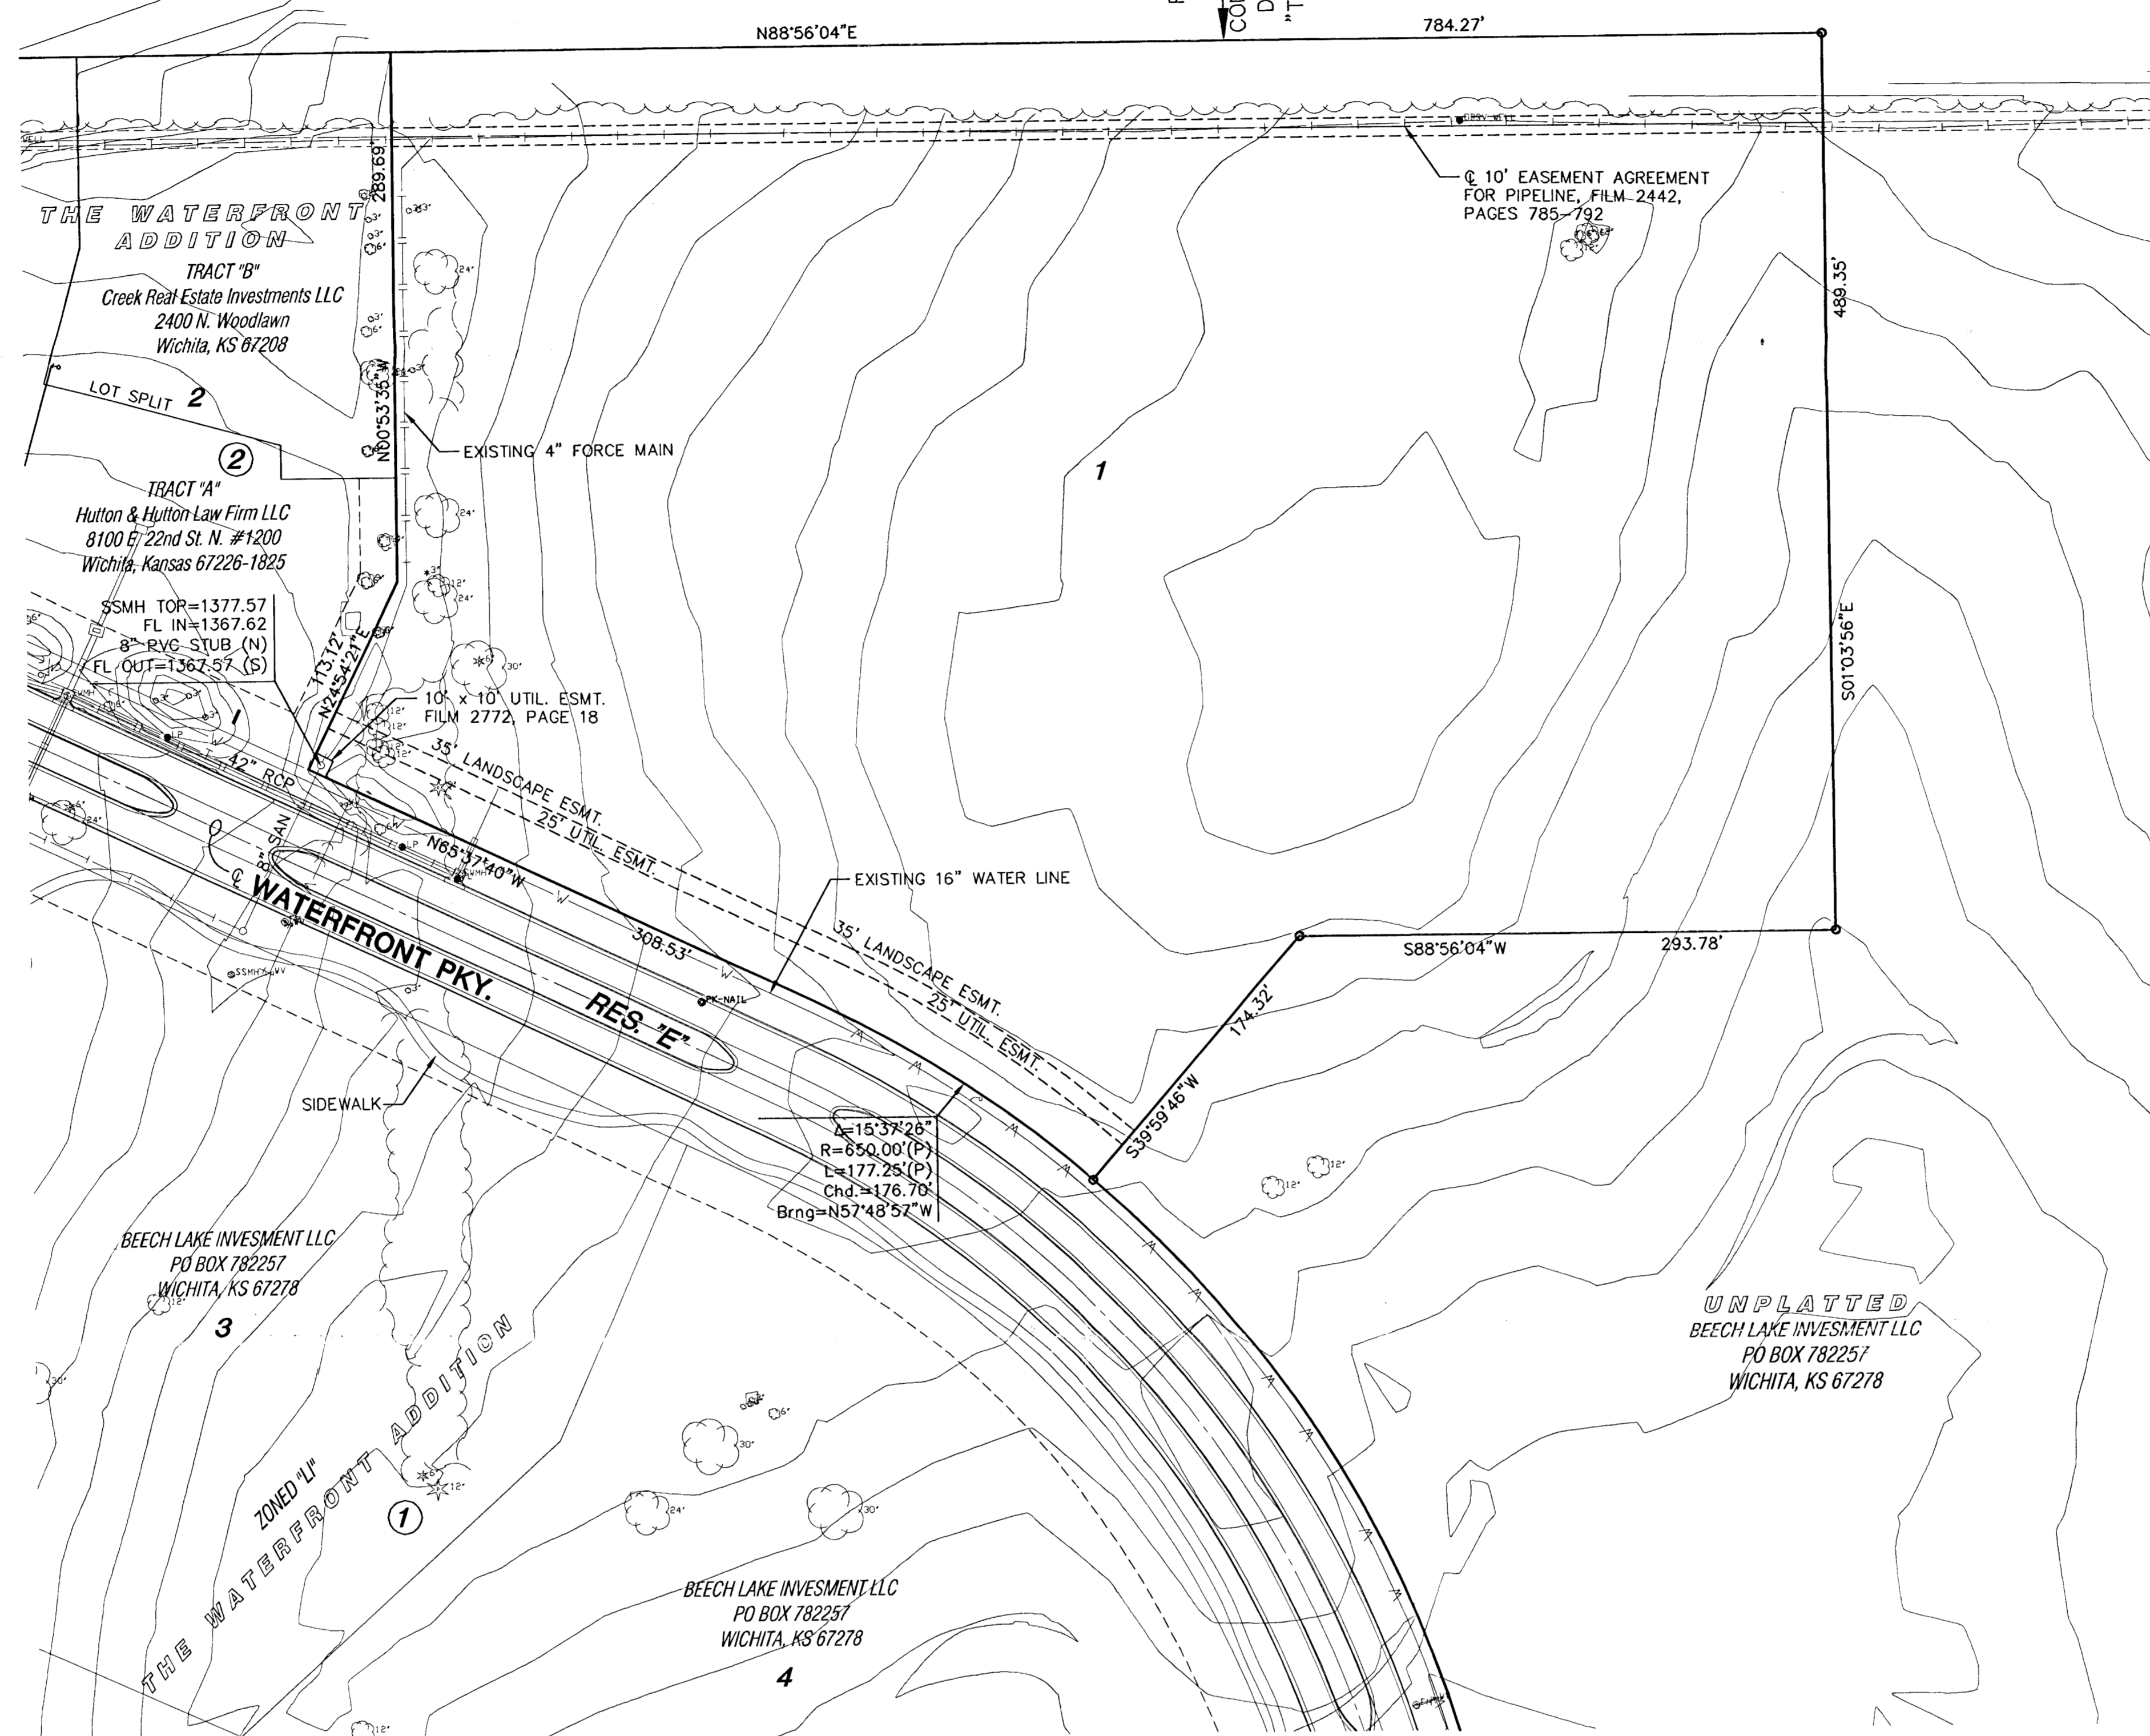 N88°56'04"E
784.27'
℄ 10' EASEMENT AGREEMENT
FOR PIPELINE, FILM 2442,
PAGES 785-792
289.69'
N00°53'35"W
THE WATERFRONT
ADDITION
TRACT "B"
Creek Real Estate Investments LLC
2400 N. Woodlawn
Wichita, KS 67208
LOT SPLIT
2
2
EXISTING 4" FORCE MAIN
1
489.35'
S01°03'56"E
TRACT "A"
Hutton & Hutton Law Firm LLC
8100 E 22nd St. N. #1200
Wichita, Kansas 67226-1825
SSMH TOP=1377.57
FL IN=1367.62
8" PVC STUB (N)
FL OUT=1367.57 (S)
113.12'
N24°54'21"E
10' x 10' UTIL. ESMT.
FILM 2772, PAGE 18
1
42" RCP
8" SAN
35' LANDSCAPE ESMT.
25' UTIL. ESMT.
N65°37'40"W
308.53'
EXISTING 16" WATER LINE
35' LANDSCAPE ESMT.
25' UTIL. ESMT.
S88°56'04"W
293.78'
174.32'
S39°59'46"W
℄ WATERFRONT PKY.
RES. "E"
PK-NAIL
SSMH
SIDEWALK
Δ=15°37'26"
R=650.00'(P)
L=177.25'(P)
Chd.=176.70'
Brng=N57°48'57"W
BEECH LAKE INVESMENT LLC
PO BOX 782257
WICHITA, KS 67278
3
UNPLATTED
BEECH LAKE INVESMENT LLC
PO BOX 782257
WICHITA, KS 67278
ZONED "LI"
THE WATERFRONT ADDITION
1
BEECH LAKE INVESMENT LLC
PO BOX 782257
WICHITA, KS 67278
4